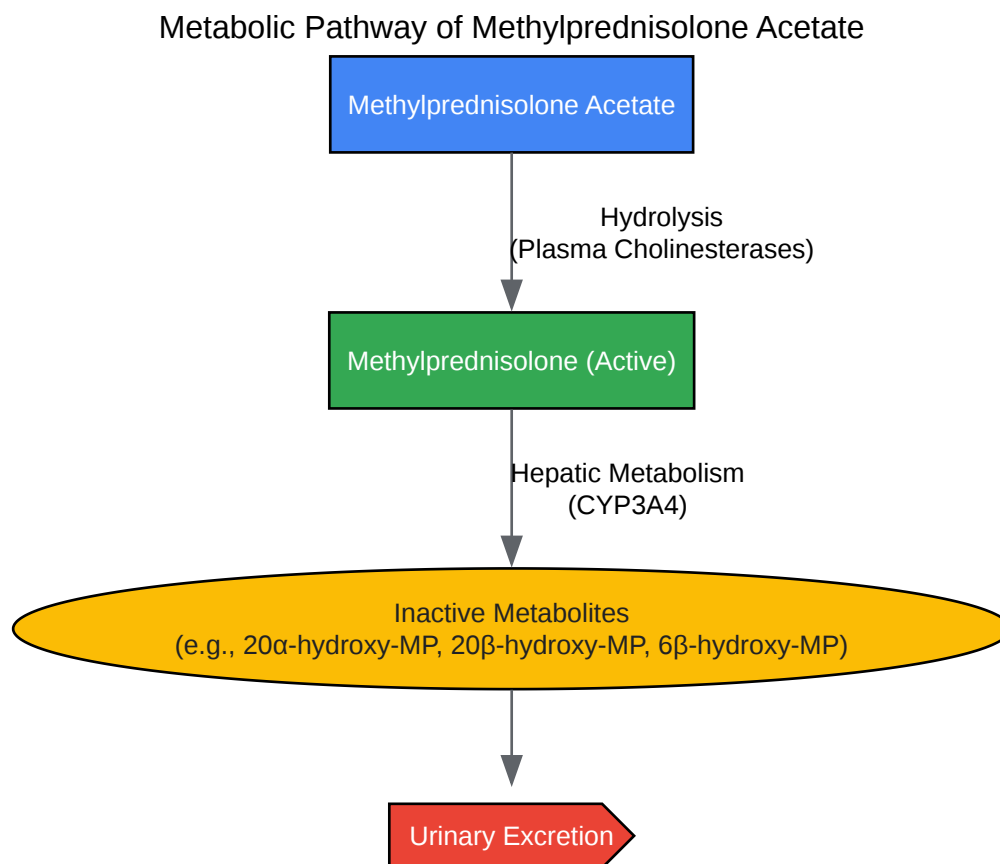 Metabolic Pathway of Methylprednisolone Acetate
Methylprednisolone Acetate
Hydrolysis
(Plasma Cholinesterases)
Methylprednisolone (Active)
Hepatic Metabolism
(CYP3A4)
Inactive Metabolites
(e.g., 20α-hydroxy-MP, 20β-hydroxy-MP, 6β-hydroxy-MP)
Urinary Excretion